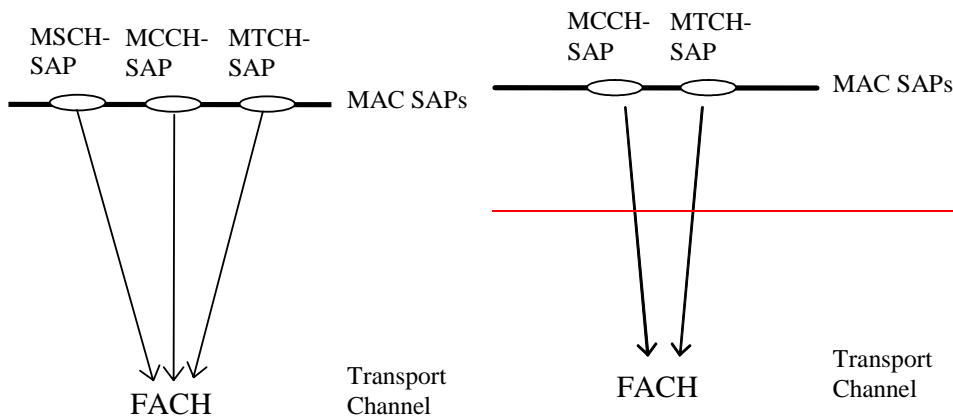 MSCH-
SAP
MCCH-
SAP
MTCH-
SAP
MAC SAPs
FACH
Transport
Channel
MCCH-
SAP
MTCH-
SAP
MAC SAPs
FACH
Transport
Channel